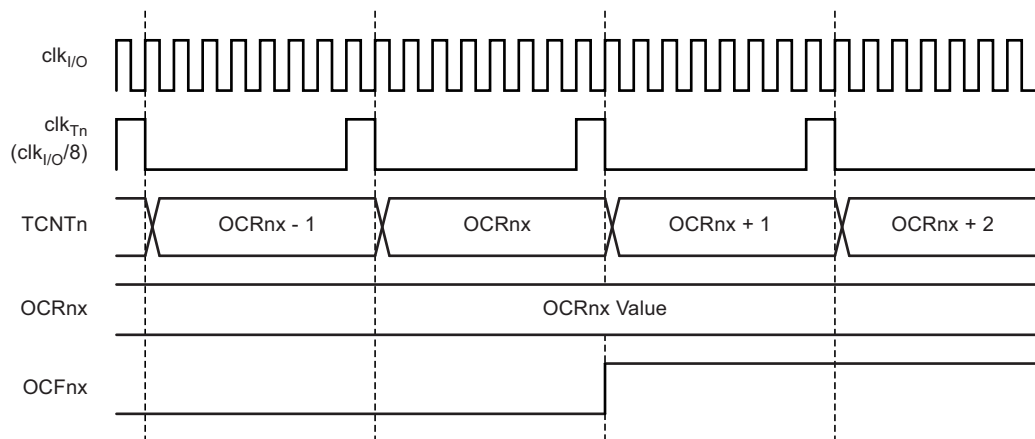 clkI/O
clkTn
(clkI/O/8)
TCNTn
OCRnx - 1
OCRnx
OCRnx + 1
OCRnx + 2
OCRnx
OCRnx Value
OCFnx